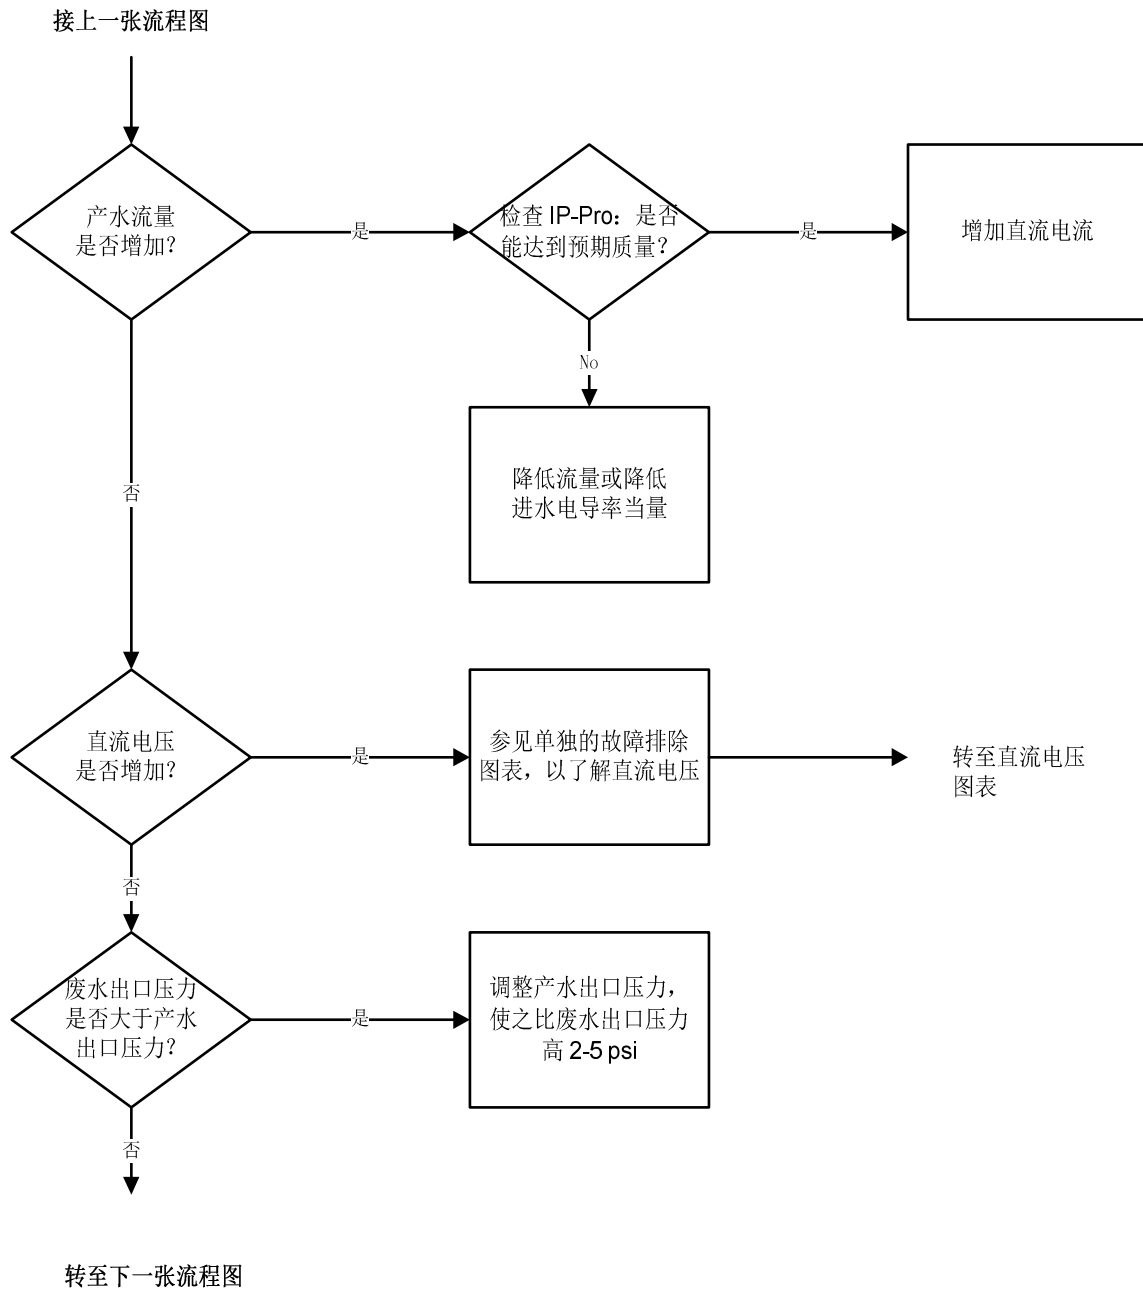 接上一张流程图
产水流量
是否增加？
是
检查 IP-Pro：是否
能达到预期质量？
是
增加直流电流
No
降低流量或降低
进水电导率当量
否
直流电压
是否增加？
是
参见单独的故障排除
图表，以了解直流电压
转至直流电压
图表
否
废水出口压力
是否大于产水
出口压力？
是
调整产水出口压力，
使之比废水出口压力
高 2-5 psi
否
转至下一张流程图